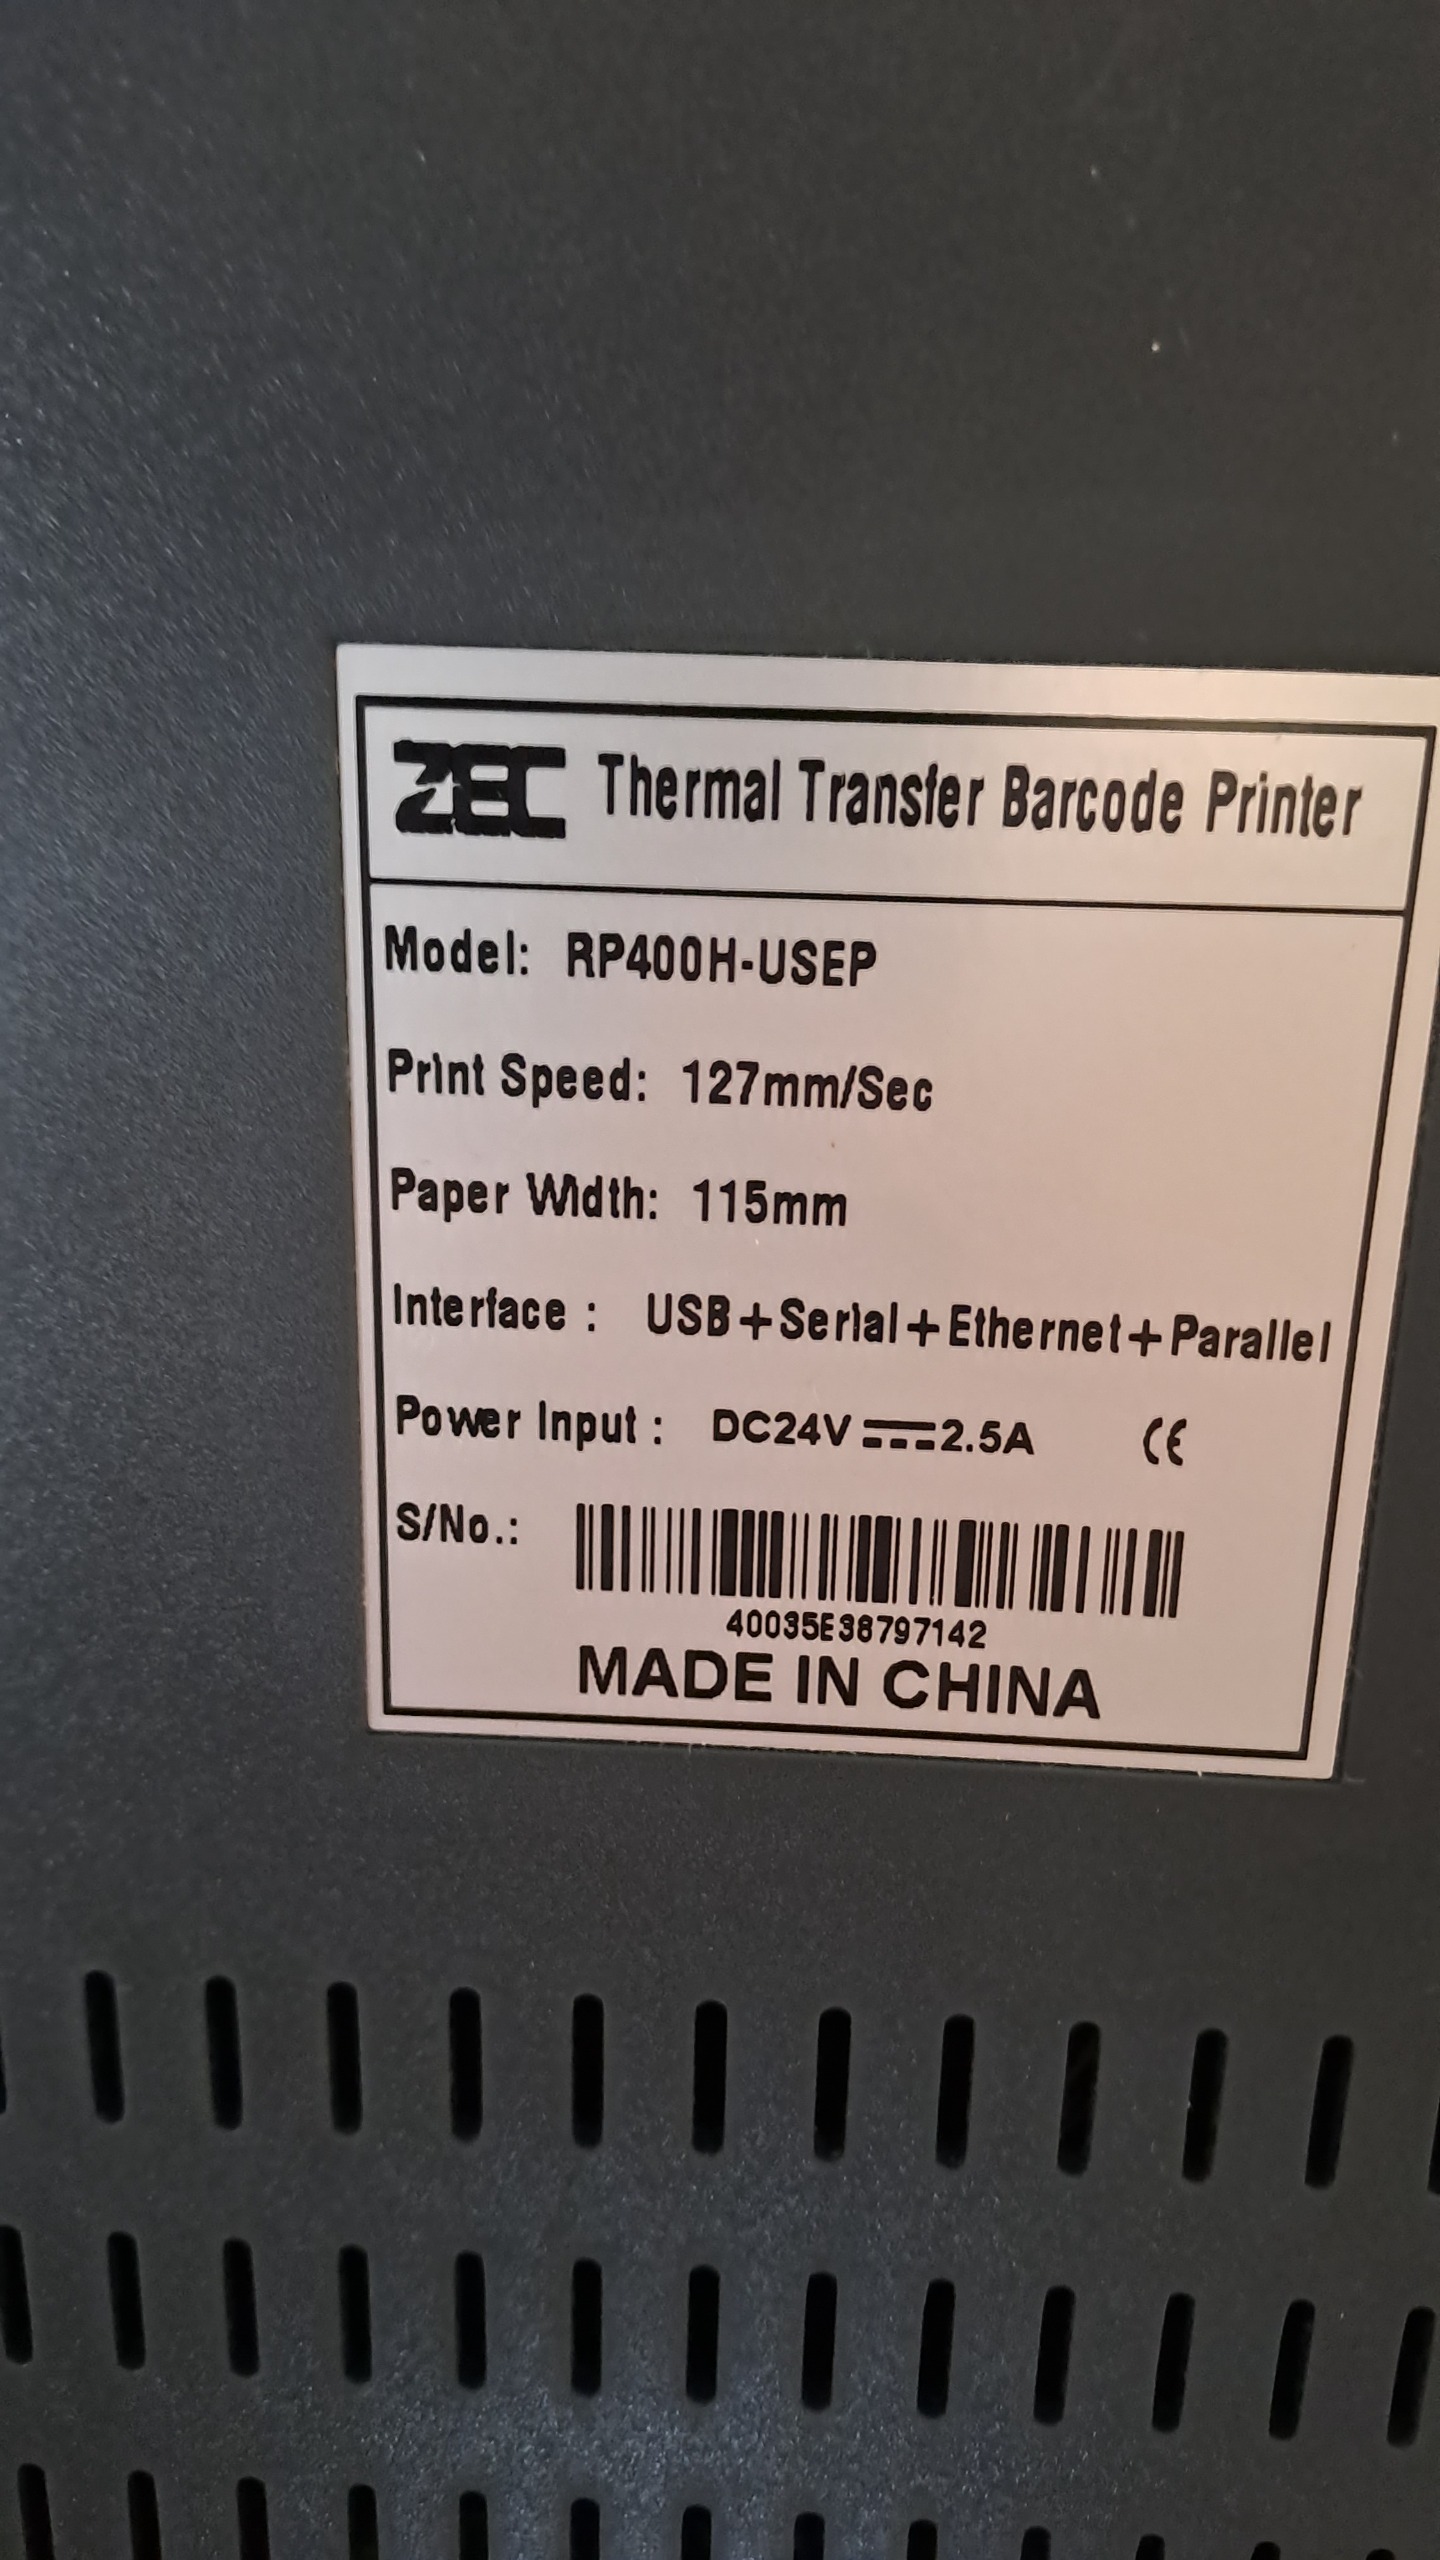 ZEC Thermal Transfer Barcode Printer
Model: RP400H-USEP
Print Speed: 127mm/Sec
Paper Width: 115mm
Interface : USB+Serial+Ethernet+Parallel
Power Input : DC24V⎓2.5A CE
S/No.:
40035E38797142
MADE IN CHINA